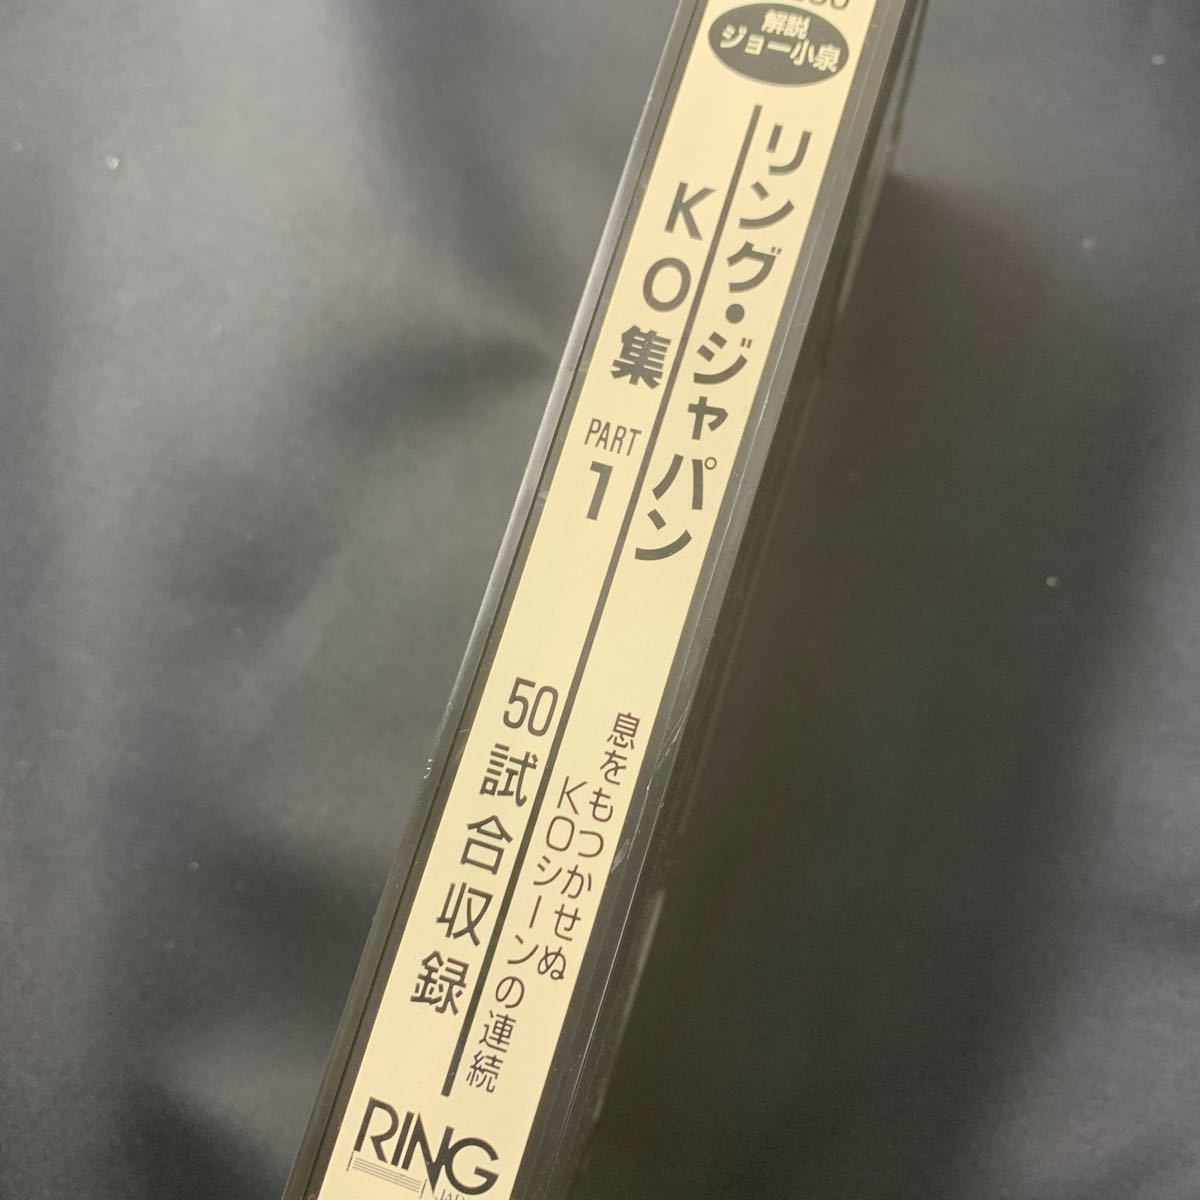 解説
ジョー小泉
リング・ジャパン
KO集 PART 1
50試合収録
息をもつかせぬ
KOシーンの連続
RING